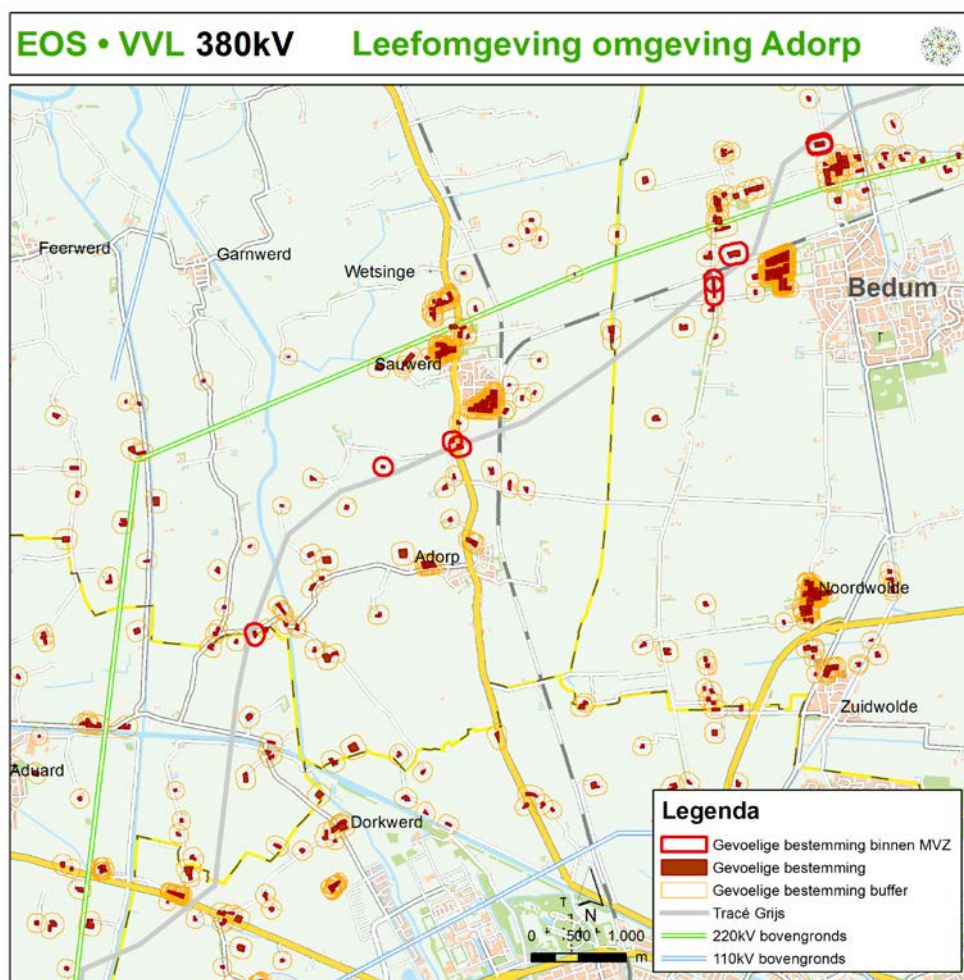 EOS • VVL 380kV Leefomgeving omgeving Adorp
Feerwerd
Garnwerd
Wetsinge
Bedum
Sauwerd
Adorp
Noordwolde
Zuidwolde
Aduard
Dorkwerd
Legenda
Gevoelige bestemming binnen MVZ
Gevoelige bestemming
Gevoelige bestemming buffer
Tracé Grijs
220kV bovengronds
110kV bovengronds
N
0 500 1.000
m